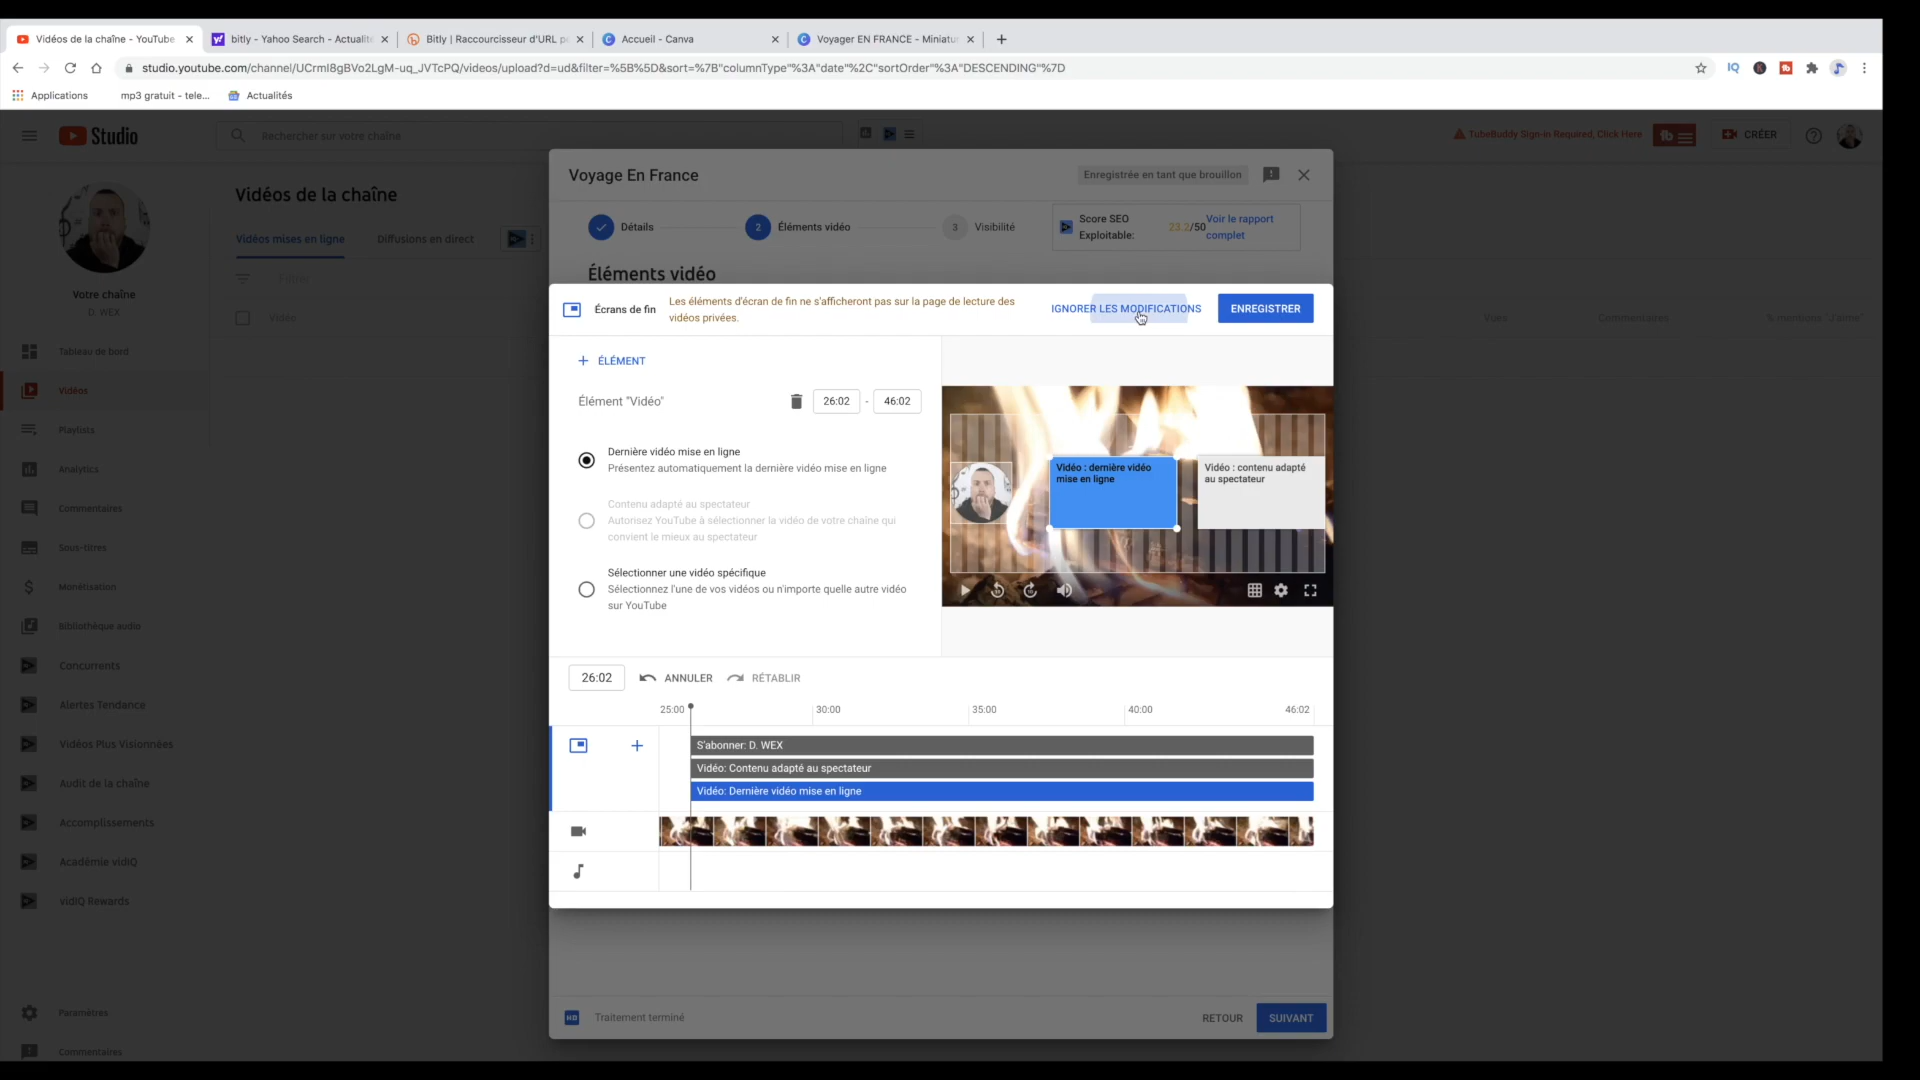 Vidéos de la chaîne - YouTube
bitly - Yahoo Search - Actualité
Bitly | Raccourcisseur d'URL pe
Accueil - Canva
Voyager EN FRANCE - Miniatur
studio.youtube.com/channel/UCrmI8gBVo2LgM-uq_JVTcPQ/videos/upload?d=ud&filter=%5B%5D&sort=%7B"columnType"%3A"date"%2C"sortOrder"%3A"DESCENDING"%7D
Applications
mp3 gratuit - tele...
Actualités
Studio
Rechercher sur votre chaîne
TubeBuddy Sign-in Required, Click Here
CRÉER
Votre chaîne
D. WEX
Tableau de bord
Vidéos
Playlists
Analytics
Commentaires
Sous-titres
Monétisation
Bibliothèque audio
Concurrents
Alertes Tendance
Vidéos Plus Visionnées
Audit de la chaîne
Accomplissements
Académie vidIQ
vidIQ Rewards
Paramètres
Commentaires
Vidéos de la chaîne
Vidéos mises en ligne
Diffusions en direct
Filtrer
Vidéo
Vues
Commentaires
% mentions "J'aime"
Voyage En France
Enregistrée en tant que brouillon
Détails
2
Éléments vidéo
3
Visibilité
Score SEO Exploitable:
23.2/50
Voir le rapport complet
Éléments vidéo
Écrans de fin
Les éléments d'écran de fin ne s'afficheront pas sur la page de lecture des
vidéos privées.
IGNORER LES MODIFICATIONS
ENREGISTRER
+ ÉLÉMENT
Élément "Vidéo"
26:02 - 46:02
Dernière vidéo mise en ligne
Présentez automatiquement la dernière vidéo mise en ligne
Contenu adapté au spectateur
Autorisez YouTube à sélectionner la vidéo de votre chaîne qui
convient le mieux au spectateur
Sélectionner une vidéo spécifique
Sélectionnez l'une de vos vidéos ou n'importe quelle autre vidéo
sur YouTube
Vidéo : dernière vidéo
mise en ligne
Vidéo : contenu adapté
au spectateur
26:02
ANNULER
RÉTABLIR
25:00
30:00
35:00
40:00
46:02
S'abonner: D. WEX
Vidéo: Contenu adapté au spectateur
Vidéo: Dernière vidéo mise en ligne
HD
Traitement terminé
RETOUR
SUIVANT